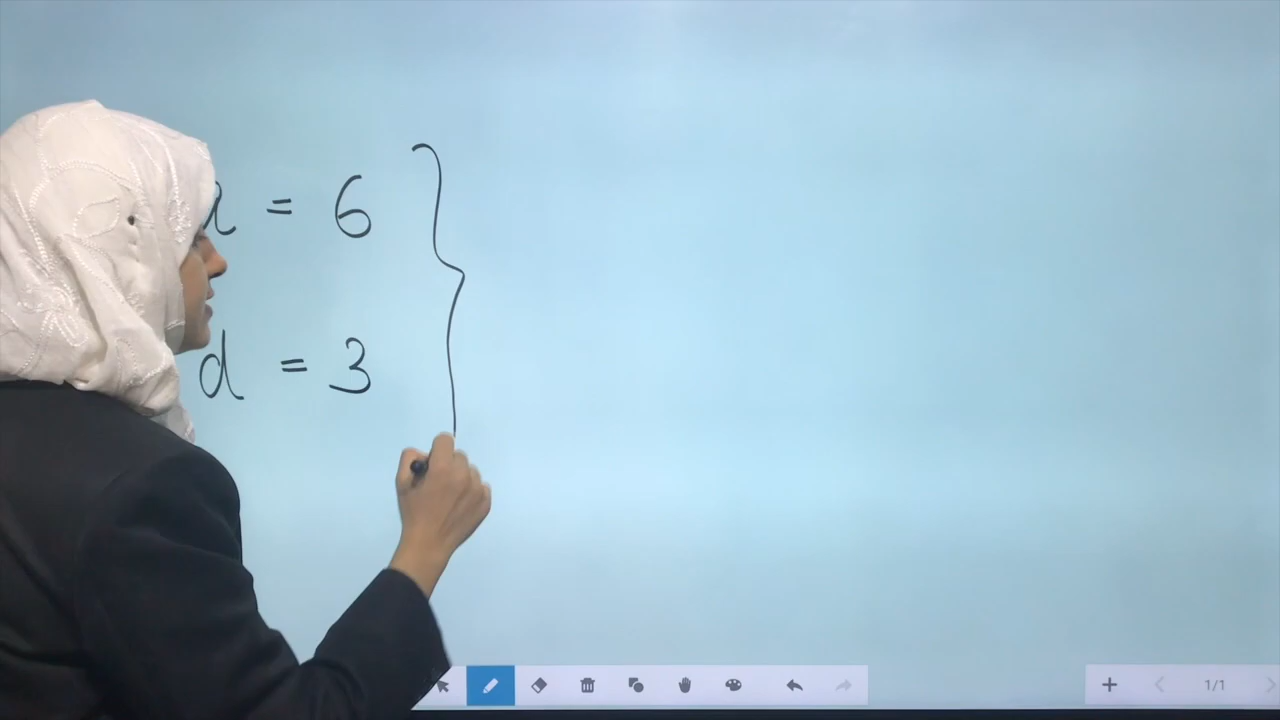 = 6
d = 3
1/1